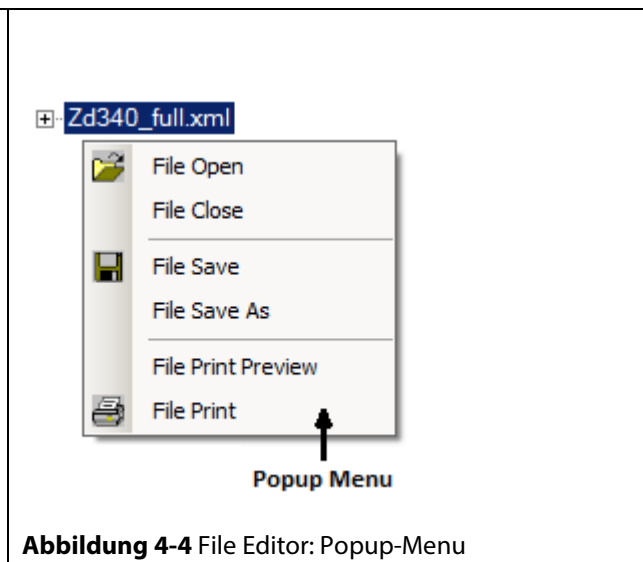 Zd340_full.xml
File Open
File Close
File Save
File Save As
File Print Preview
File Print
Popup Menu
Abbildung 4-4 File Editor: Popup-Menu